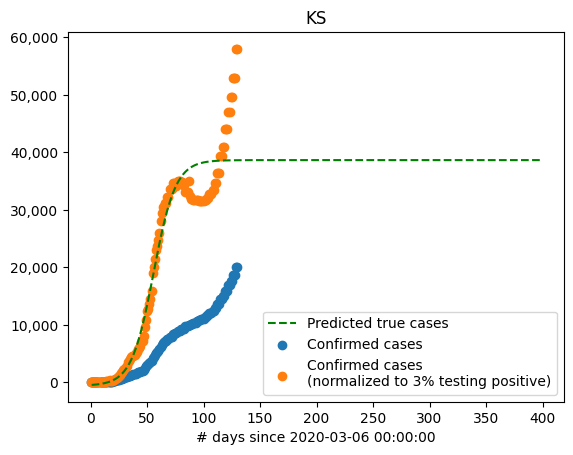 KS
60,000
50,000
40,000
30,000
20,000
10,000
0
0 50 100 150 200 250 300 350 400
# days since 2020-03-06 00:00:00
Predicted true cases
Confirmed cases
Confirmed cases
(normalized to 3% testing positive)